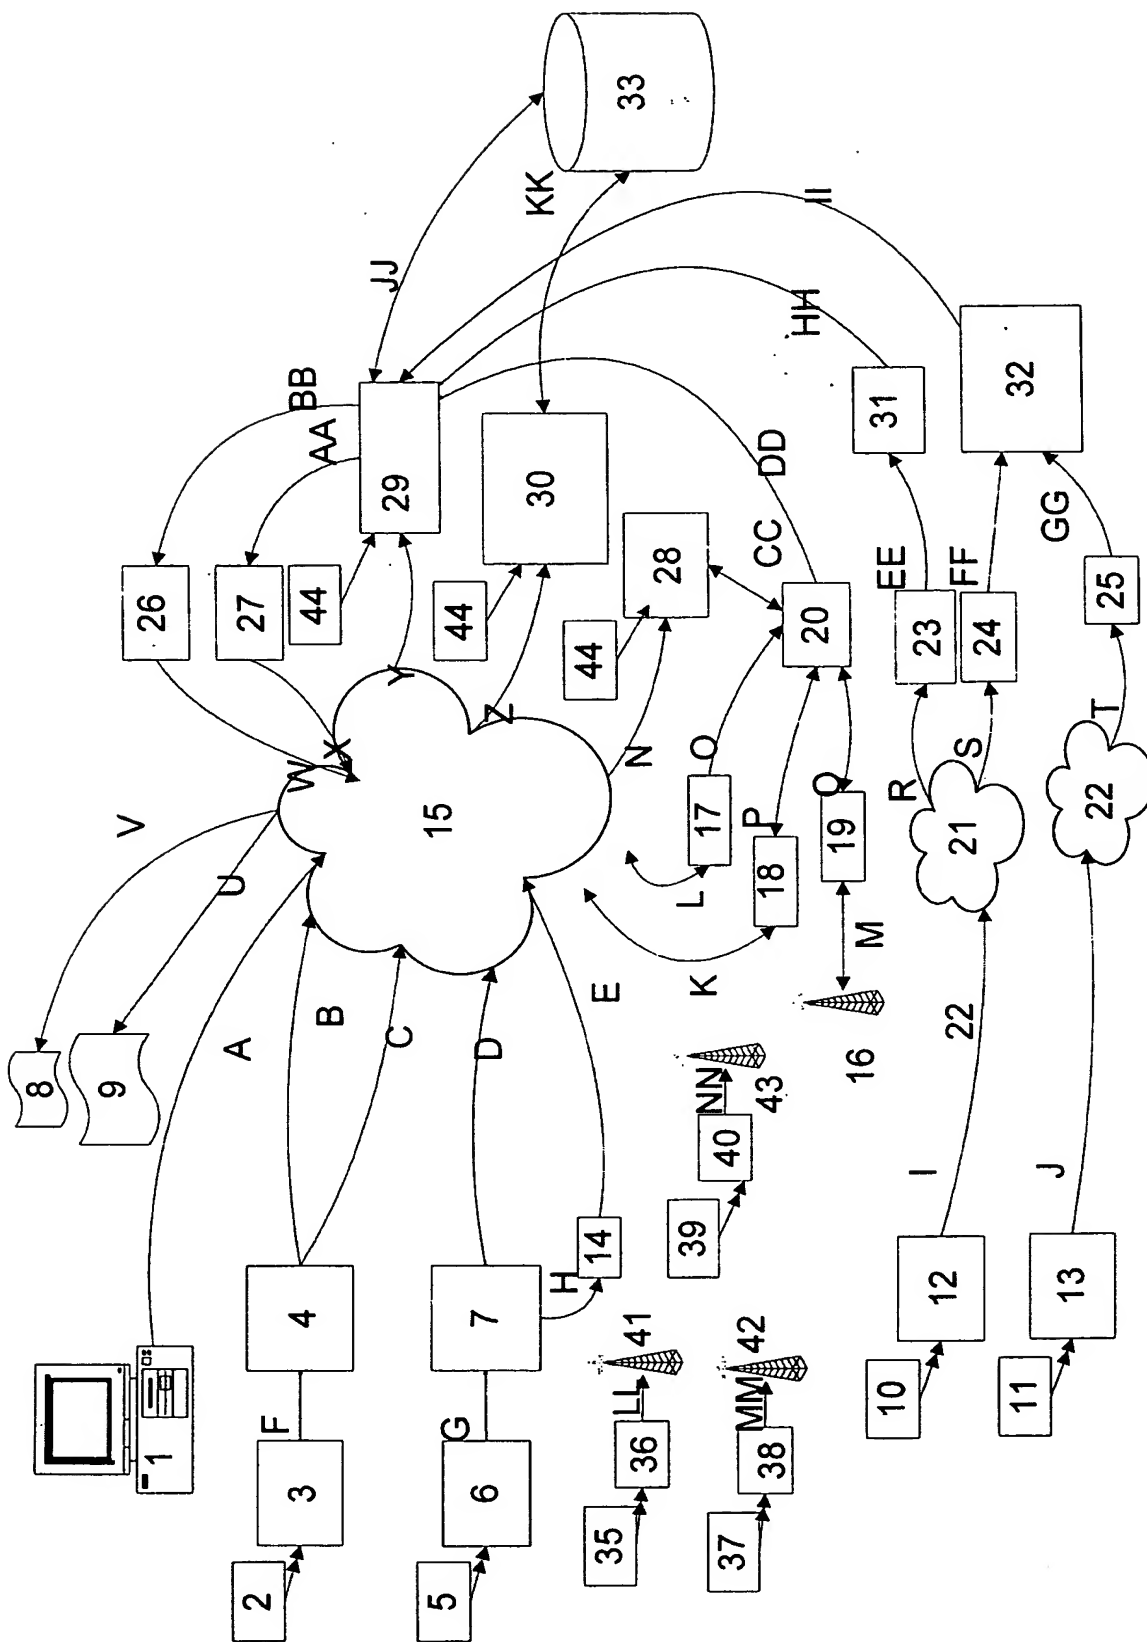 8
9
V
1
26
U
A
2
27
F
3
4
W
BB
44
AA
B
X
JJ
29
C
Y
15
5
G
44
6
7
D
Z
30
KK
H
44
14
35
E
LL
41
33
N
36
28
39
L
O
K
17
NN
40
37
MM
42
P
18
43
CC
DD
38
HH
II
20
Q
19
16
M
31
10
EE
R
I
23
12
22
21
FF
S
24
32
11
J
GG
13
22
T
25